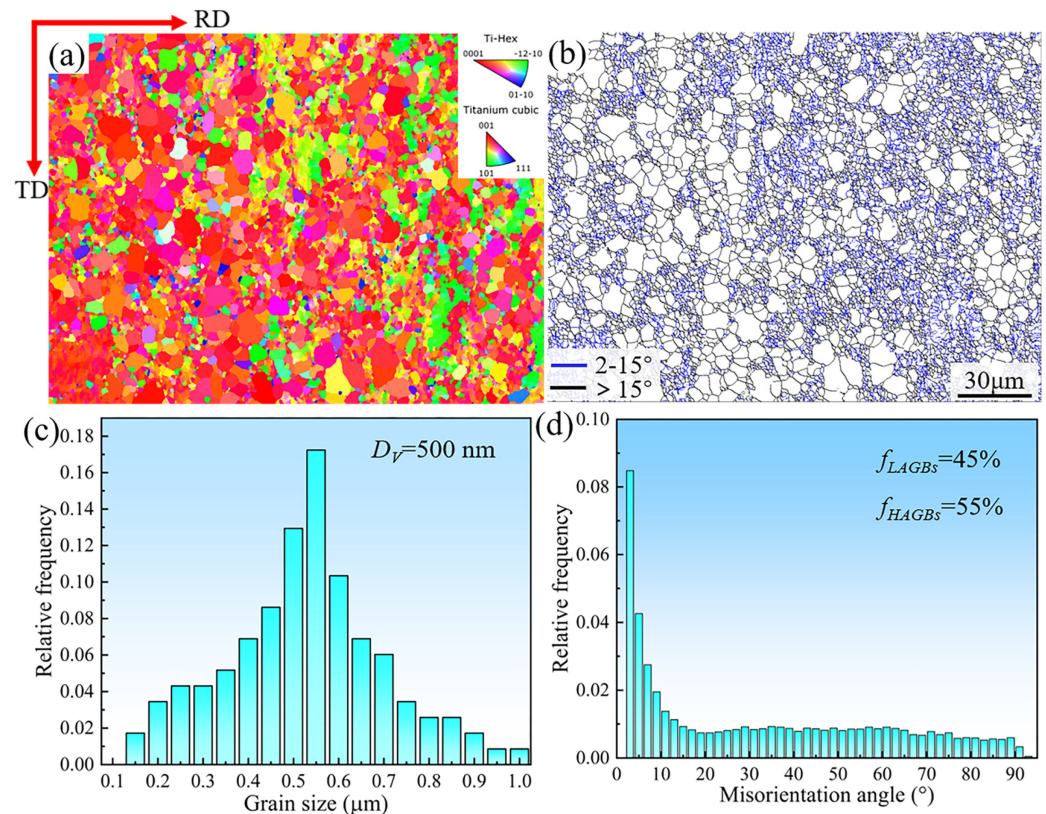 RD
TD
(a)
Ti-Hex
0001 -12-10
01-10
Titanium cubic
001
101 111
(b)
2-15°
> 15°
30μm
(c)
D_V=500 nm
Relative frequency
0.18
0.16
0.14
0.12
0.10
0.08
0.06
0.04
0.02
0.00
0.1 0.2 0.3 0.4 0.5 0.6 0.7 0.8 0.9 1.0
Grain size (μm)
(d)
f_LAGBs=45%
f_HAGBs=55%
Relative frequency
0.10
0.08
0.06
0.04
0.02
0.00
0 10 20 30 40 50 60 70 80 90
Misorientation angle (°)